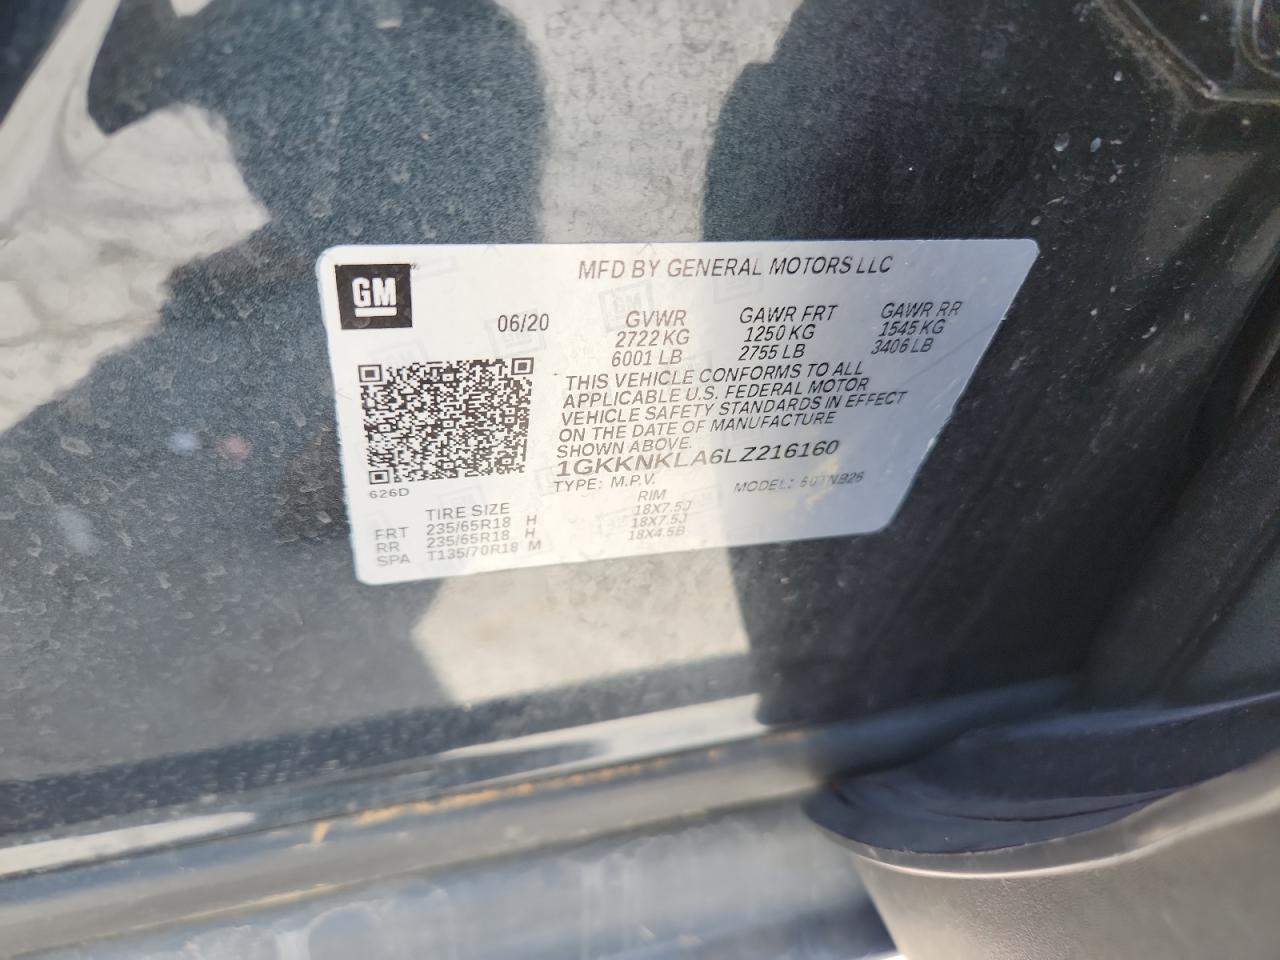 GM
MFD BY GENERAL MOTORS LLC
06/20
GVWR GAWR FRT GAWR RR
2722 KG 1250 KG 1545 KG
6001 LB 2755 LB 3406 LB
THIS VEHICLE CONFORMS TO ALL
APPLICABLE U.S. FEDERAL MOTOR
VEHICLE SAFETY STANDARDS IN EFFECT
ON THE DATE OF MANUFACTURE
SHOWN ABOVE.
1GKKNKLA6LZ216160
TYPE: M.P.V. MODEL: 60TNB26
626D
TIRE SIZE RIM
FRT 235/65R18 H 18X7.5J
RR 235/65R18 H 18X7.5J
SPA T135/70R18 M 18X4.5B